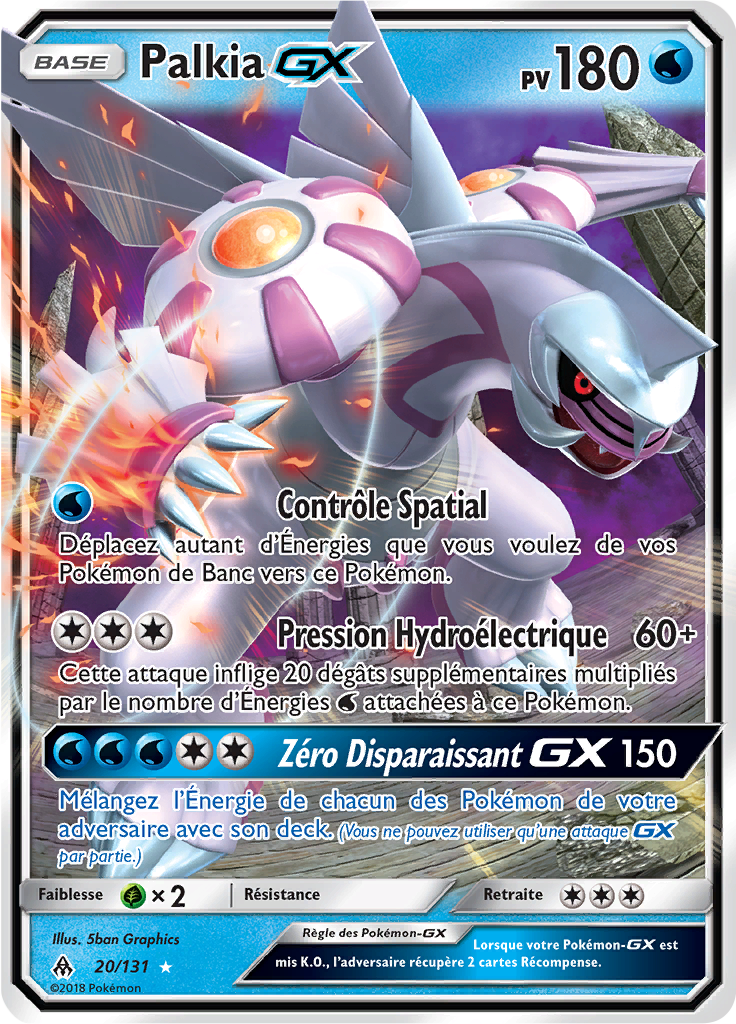 BASE Palkia GX PV 180
Contrôle Spatial
Déplacez autant d'Énergies que vous voulez de vos
Pokémon de Banc vers ce Pokémon.
Pression Hydroélectrique 60+
Cette attaque inflige 20 dégâts supplémentaires multipliés
par le nombre d'Énergies attachées à ce Pokémon.
Zéro Disparaissant GX 150
Mélangez l'Énergie de chacun des Pokémon de votre
adversaire avec son deck. (Vous ne pouvez utiliser qu'une attaque GX
par partie.)
Faiblesse ×2 Résistance Retraite
Illus. 5ban Graphics
20/131
©2018 Pokémon
Règle des Pokémon-GX
Lorsque votre Pokémon-GX est
mis K.O., l'adversaire récupère 2 cartes Récompense.